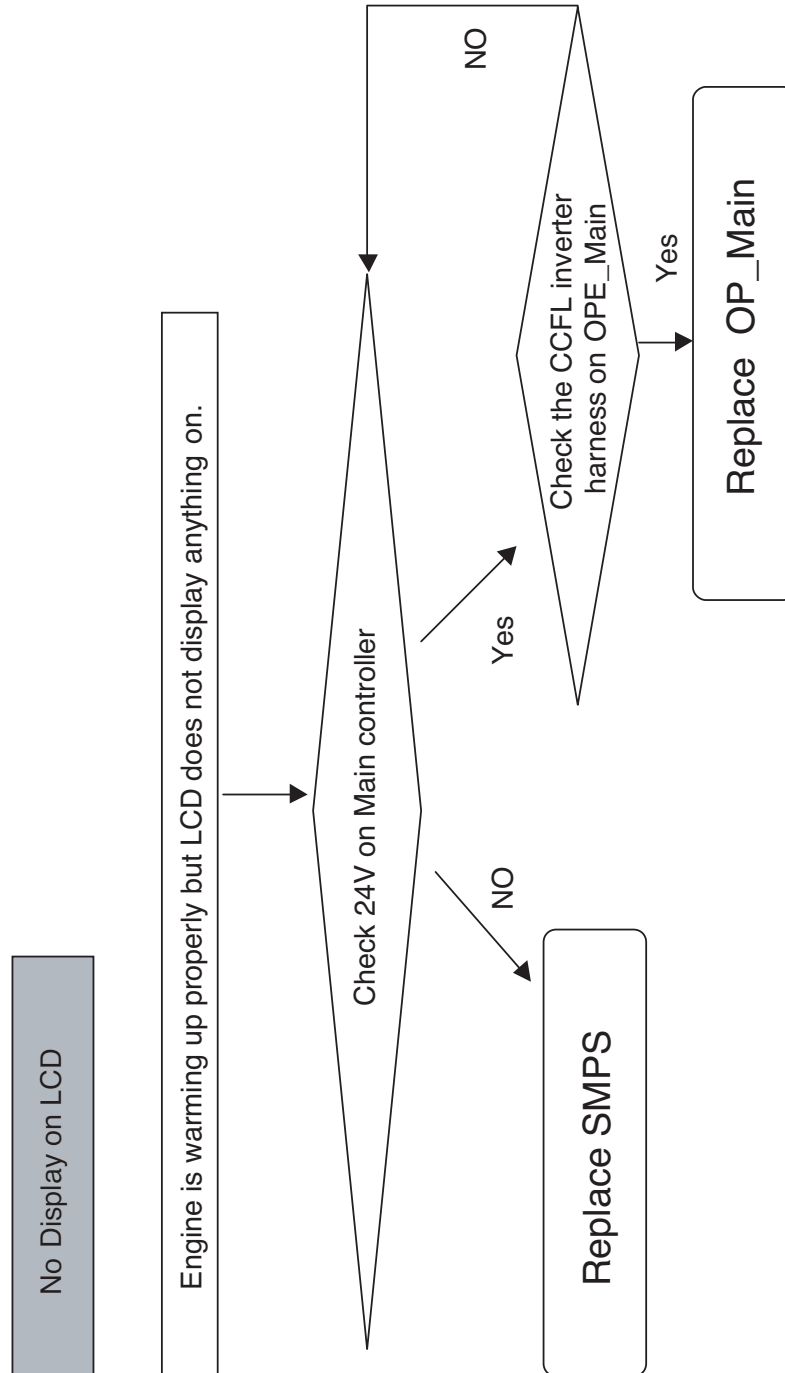 No Display on LCD
Engine is warming up properly but LCD does not display anything on.
Check 24V on Main controller
NO
Yes
NO
Replace SMPS
Check the CCFL inverter
harness on OPE_Main
Yes
Replace OP_Main